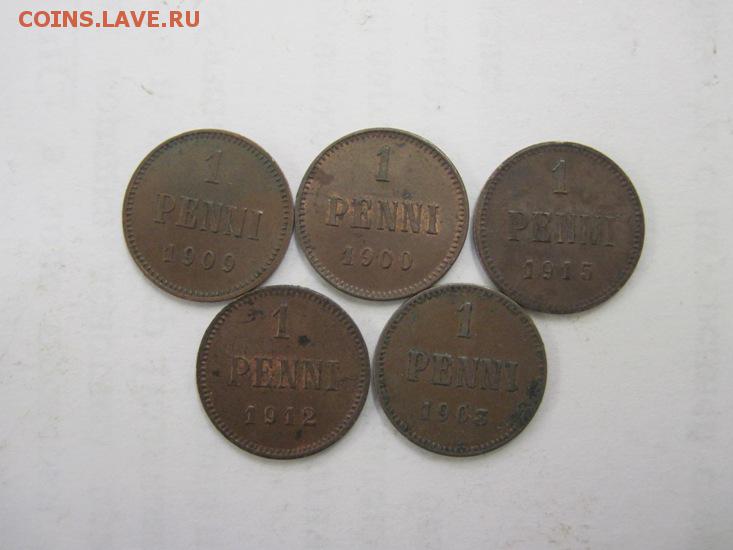 COINS.LAVE.RU
1
PENNI
1909
1
PENNI
1900
1
PENNI
1915
1
PENNI
1912
1
PENNI
1903